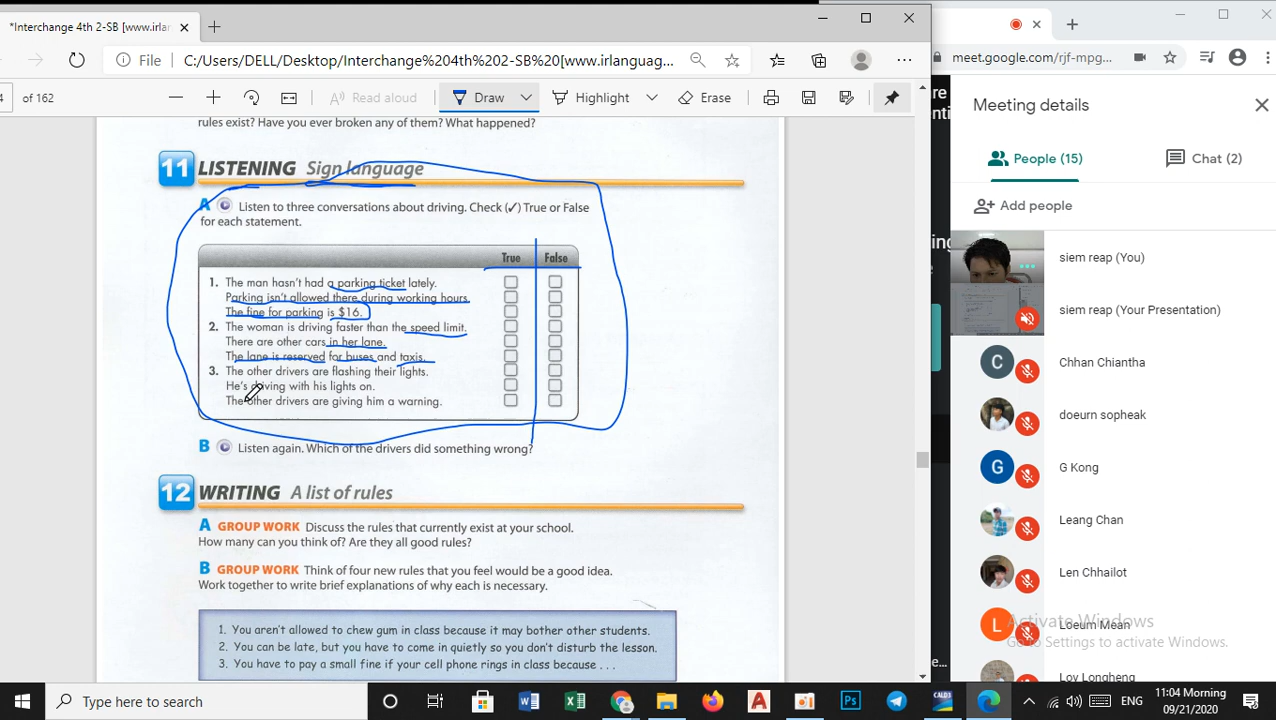 *Interchange 4th 2-SB [www.irla
File
C:/Users/DELL/Desktop/Interchange%204th%202-SB%20[www.irlanguag...
meet.google.com/rjf-mpg
of 162
Read aloud
Draw
Highlight
Erase
rules exist? Have you ever broken any of them? What happened?
11 LISTENING Sign language
A Listen to three conversations about driving. Check (✓) True or False
for each statement.
True False
1. The man hasn't had a parking ticket lately.
Parking isn't allowed there during working hours.
The fine for parking is $16.
2. The woman is driving faster than the speed limit.
There are other cars in her lane.
The lane is reserved for buses and taxis.
3. The other drivers are flashing their lights.
He's driving with his lights on.
The other drivers are giving him a warning.
B Listen again. Which of the drivers did something wrong?
12 WRITING A list of rules
A GROUP WORK Discuss the rules that currently exist at your school.
How many can you think of? Are they all good rules?
B GROUP WORK Think of four new rules that you feel would be a good idea.
Work together to write brief explanations of why each is necessary.
1. You aren't allowed to chew gum in class because it may bother other students.
2. You can be late, but you have to come in quietly so you don't disturb the lesson.
3. You have to pay a small fine if your cell phone rings in class because . . .
Meeting details
People (15)
Chat (2)
Add people
siem reap (You)
siem reap (Your Presentation)
C
Chhan Chiantha
doeurn sopheak
G
G Kong
Leang Chan
Len Chhailot
L
Loeum Mean
Loy Longheng
Activate Windows
Go to Settings to activate Windows.
Type here to search
CALD3
ENG
11:04 Morning
09/21/2020